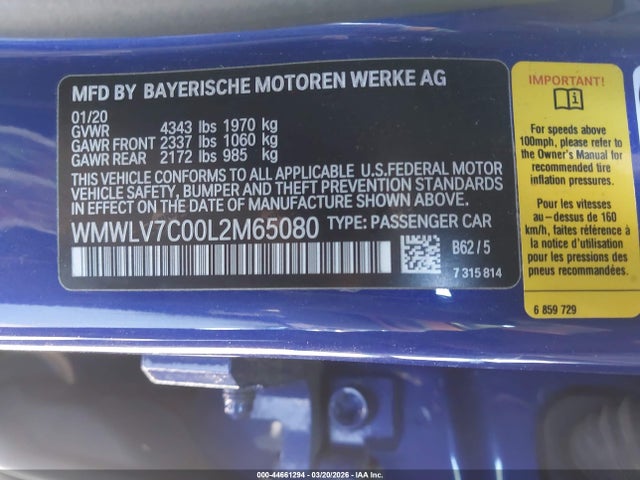 MFD BY BAYERISCHE MOTOREN WERKE AG
01/20
GVWR 4343 lbs 1970 kg
GAWR FRONT 2337 lbs 1060 kg
GAWR REAR 2172 lbs 985 kg
THIS VEHICLE CONFORMS TO ALL APPLICABLE U.S.FEDERAL MOTOR
VEHICLE SAFETY, BUMPER AND THEFT PREVENTION STANDARDS
IN EFFECT ON THE DATE OF MANUFACTURE SHOWN ABOVE.
WMWLV7C00L2M65080 TYPE: PASSENGER CAR
B62/5
7 315 814
IMPORTANT!
For speeds above
100mph, please refer to
the Owner's Manual for
recommended tire
inflation pressures.
Pour les vitesses
au-dessus de 160
km/h, faites référence à
la notice d'utilisation
pour les pressions des
pneus recommandées.
6 859 729
000-44661294 | 03/20/2026 | IAA Inc.